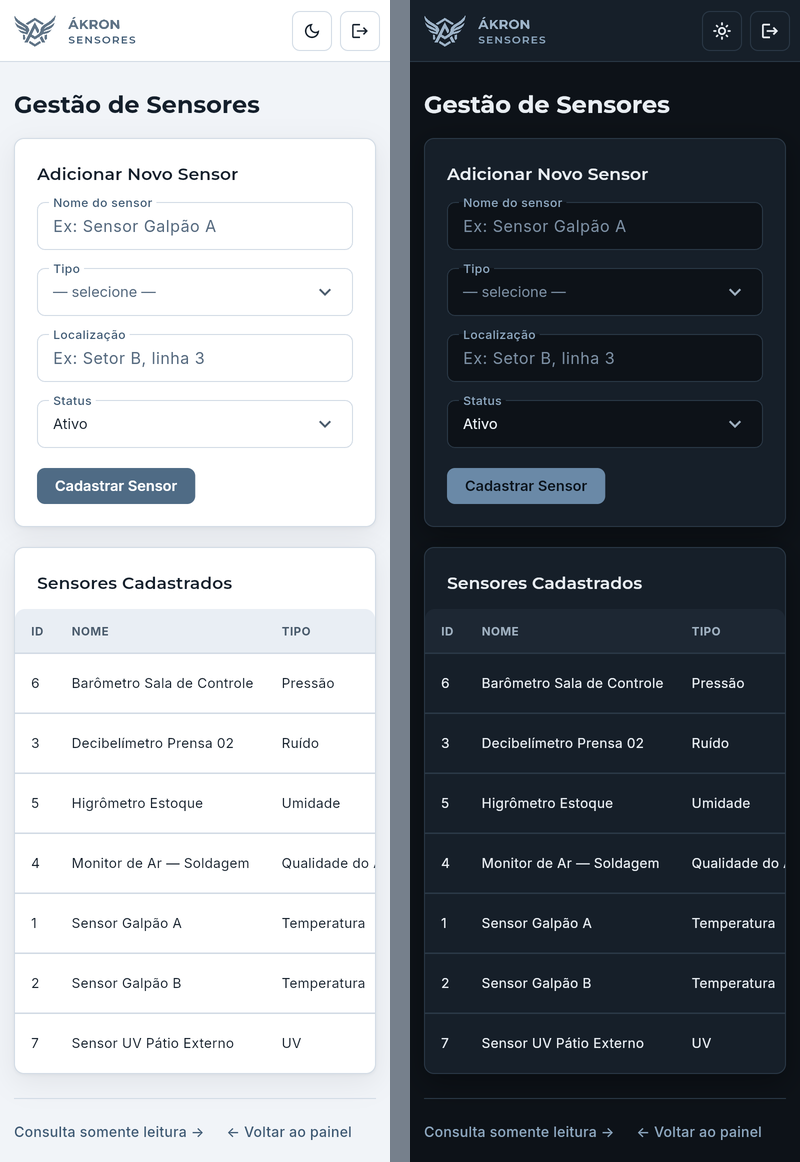 ÁKRON
SENSORES
Gestão de Sensores
Adicionar Novo Sensor
Nome do sensor
Ex: Sensor Galpão A
Tipo
— selecione —
Localização
Ex: Setor B, linha 3
Status
Ativo
Cadastrar Sensor
Sensores Cadastrados
ID NOME TIPO
6 Barômetro Sala de Controle Pressão
3 Decibelímetro Prensa 02 Ruído
5 Higrômetro Estoque Umidade
4 Monitor de Ar — Soldagem Qualidade do
1 Sensor Galpão A Temperatura
2 Sensor Galpão B Temperatura
7 Sensor UV Pátio Externo UV
Consulta somente leitura → ← Voltar ao painel
ÁKRON
SENSORES
Gestão de Sensores
Adicionar Novo Sensor
Nome do sensor
Ex: Sensor Galpão A
Tipo
— selecione —
Localização
Ex: Setor B, linha 3
Status
Ativo
Cadastrar Sensor
Sensores Cadastrados
ID NOME TIPO
6 Barômetro Sala de Controle Pressão
3 Decibelímetro Prensa 02 Ruído
5 Higrômetro Estoque Umidade
4 Monitor de Ar — Soldagem Qualidade do
1 Sensor Galpão A Temperatura
2 Sensor Galpão B Temperatura
7 Sensor UV Pátio Externo UV
Consulta somente leitura → ← Voltar ao painel